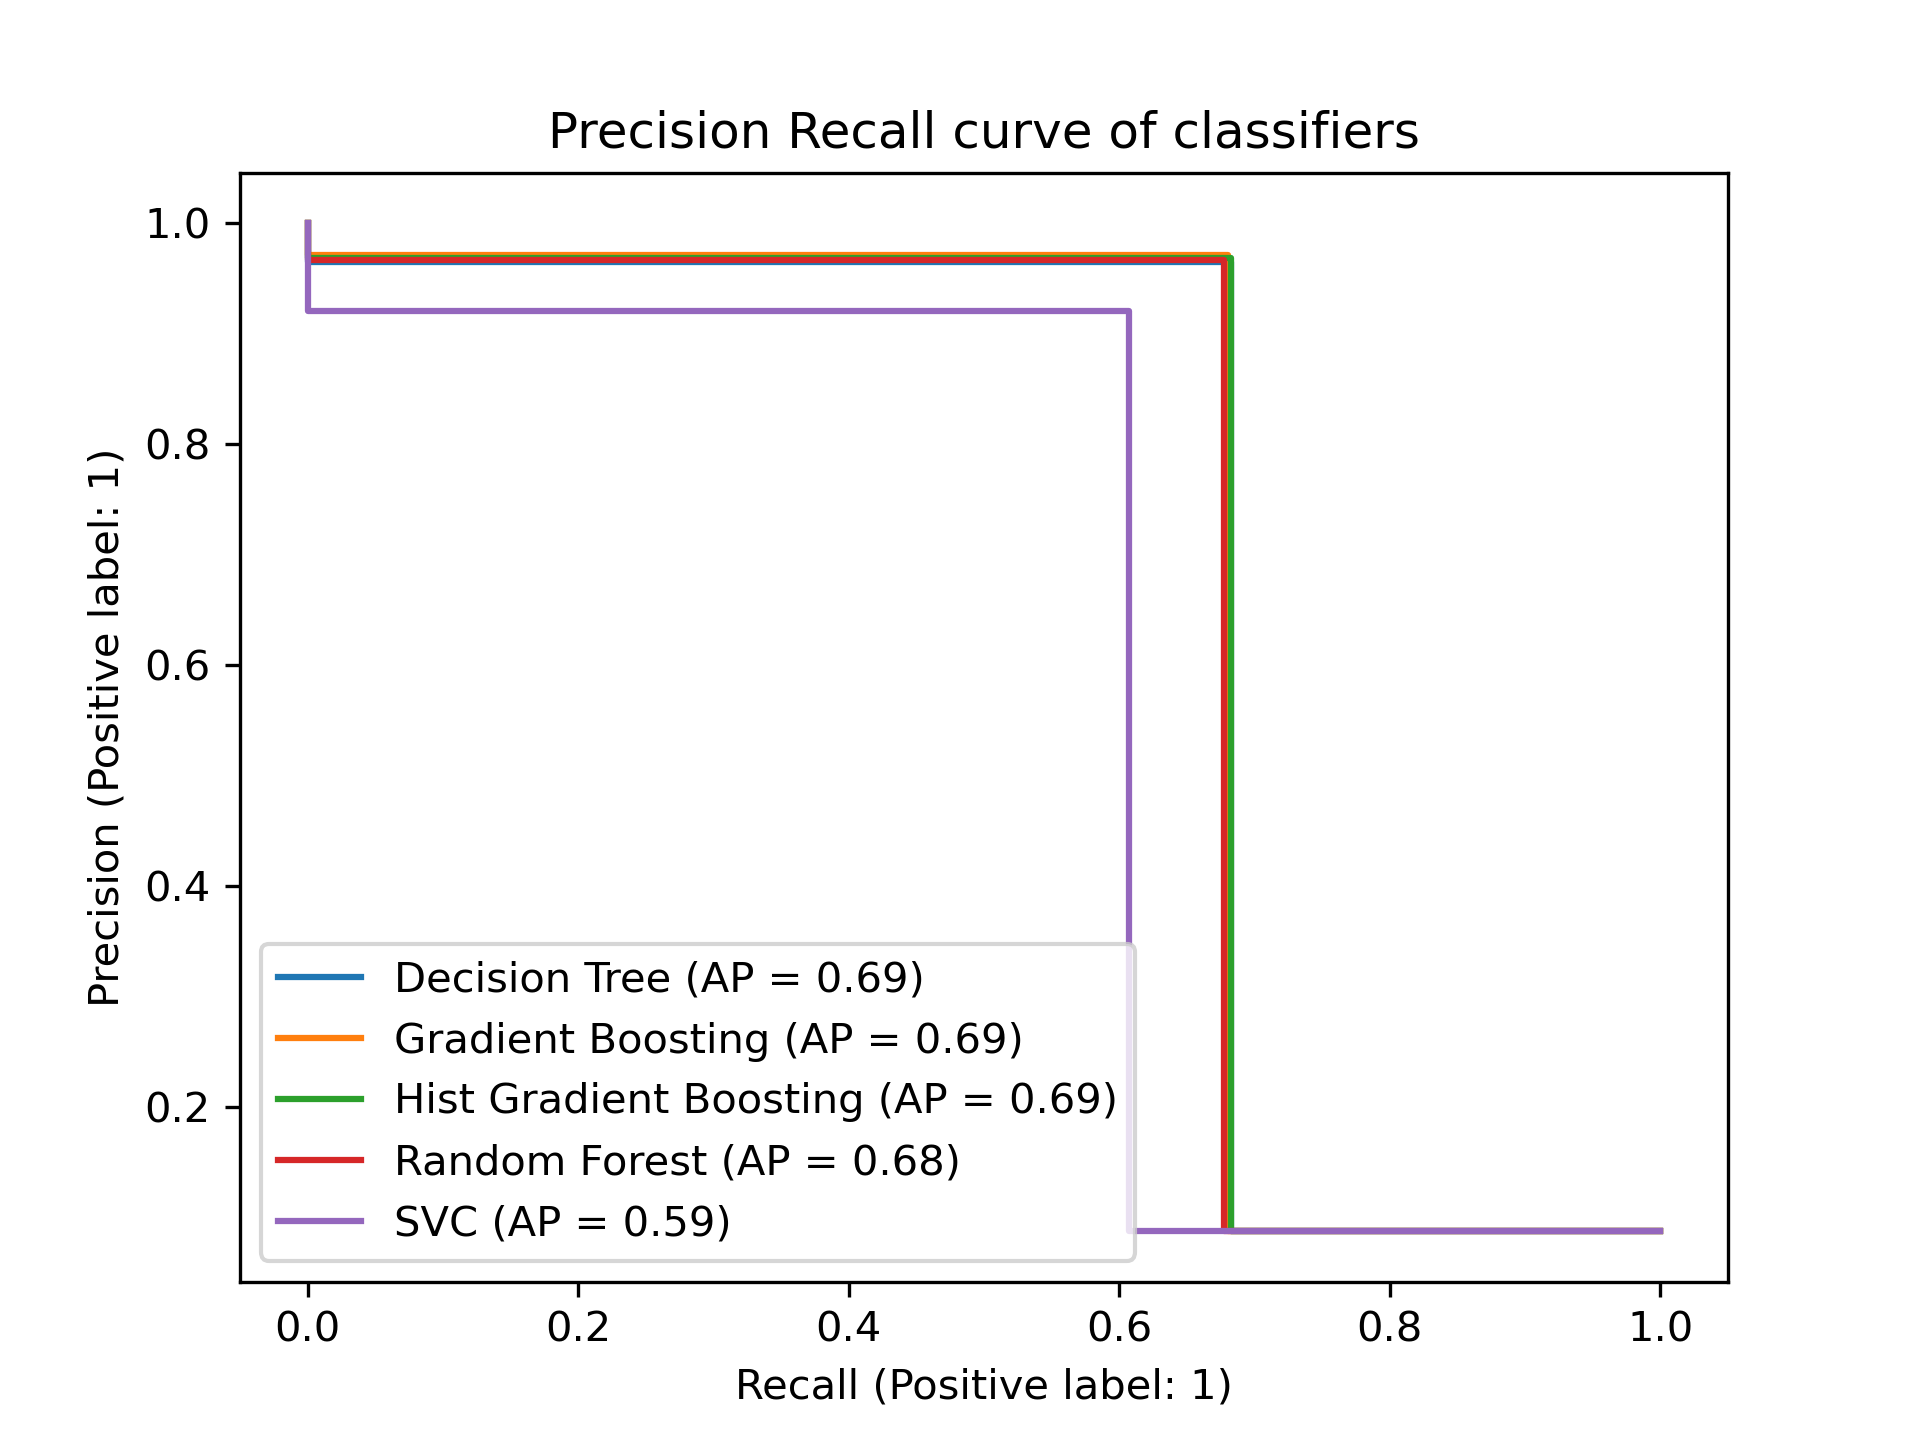 Precision Recall curve of classifiers
1.0
0.8
0.6
0.4
0.2
Precision (Positive label: 1)
Decision Tree (AP = 0.69)
Gradient Boosting (AP = 0.69)
Hist Gradient Boosting (AP = 0.69)
Random Forest (AP = 0.68)
SVC (AP = 0.59)
0.0 0.2 0.4 0.6 0.8 1.0
Recall (Positive label: 1)